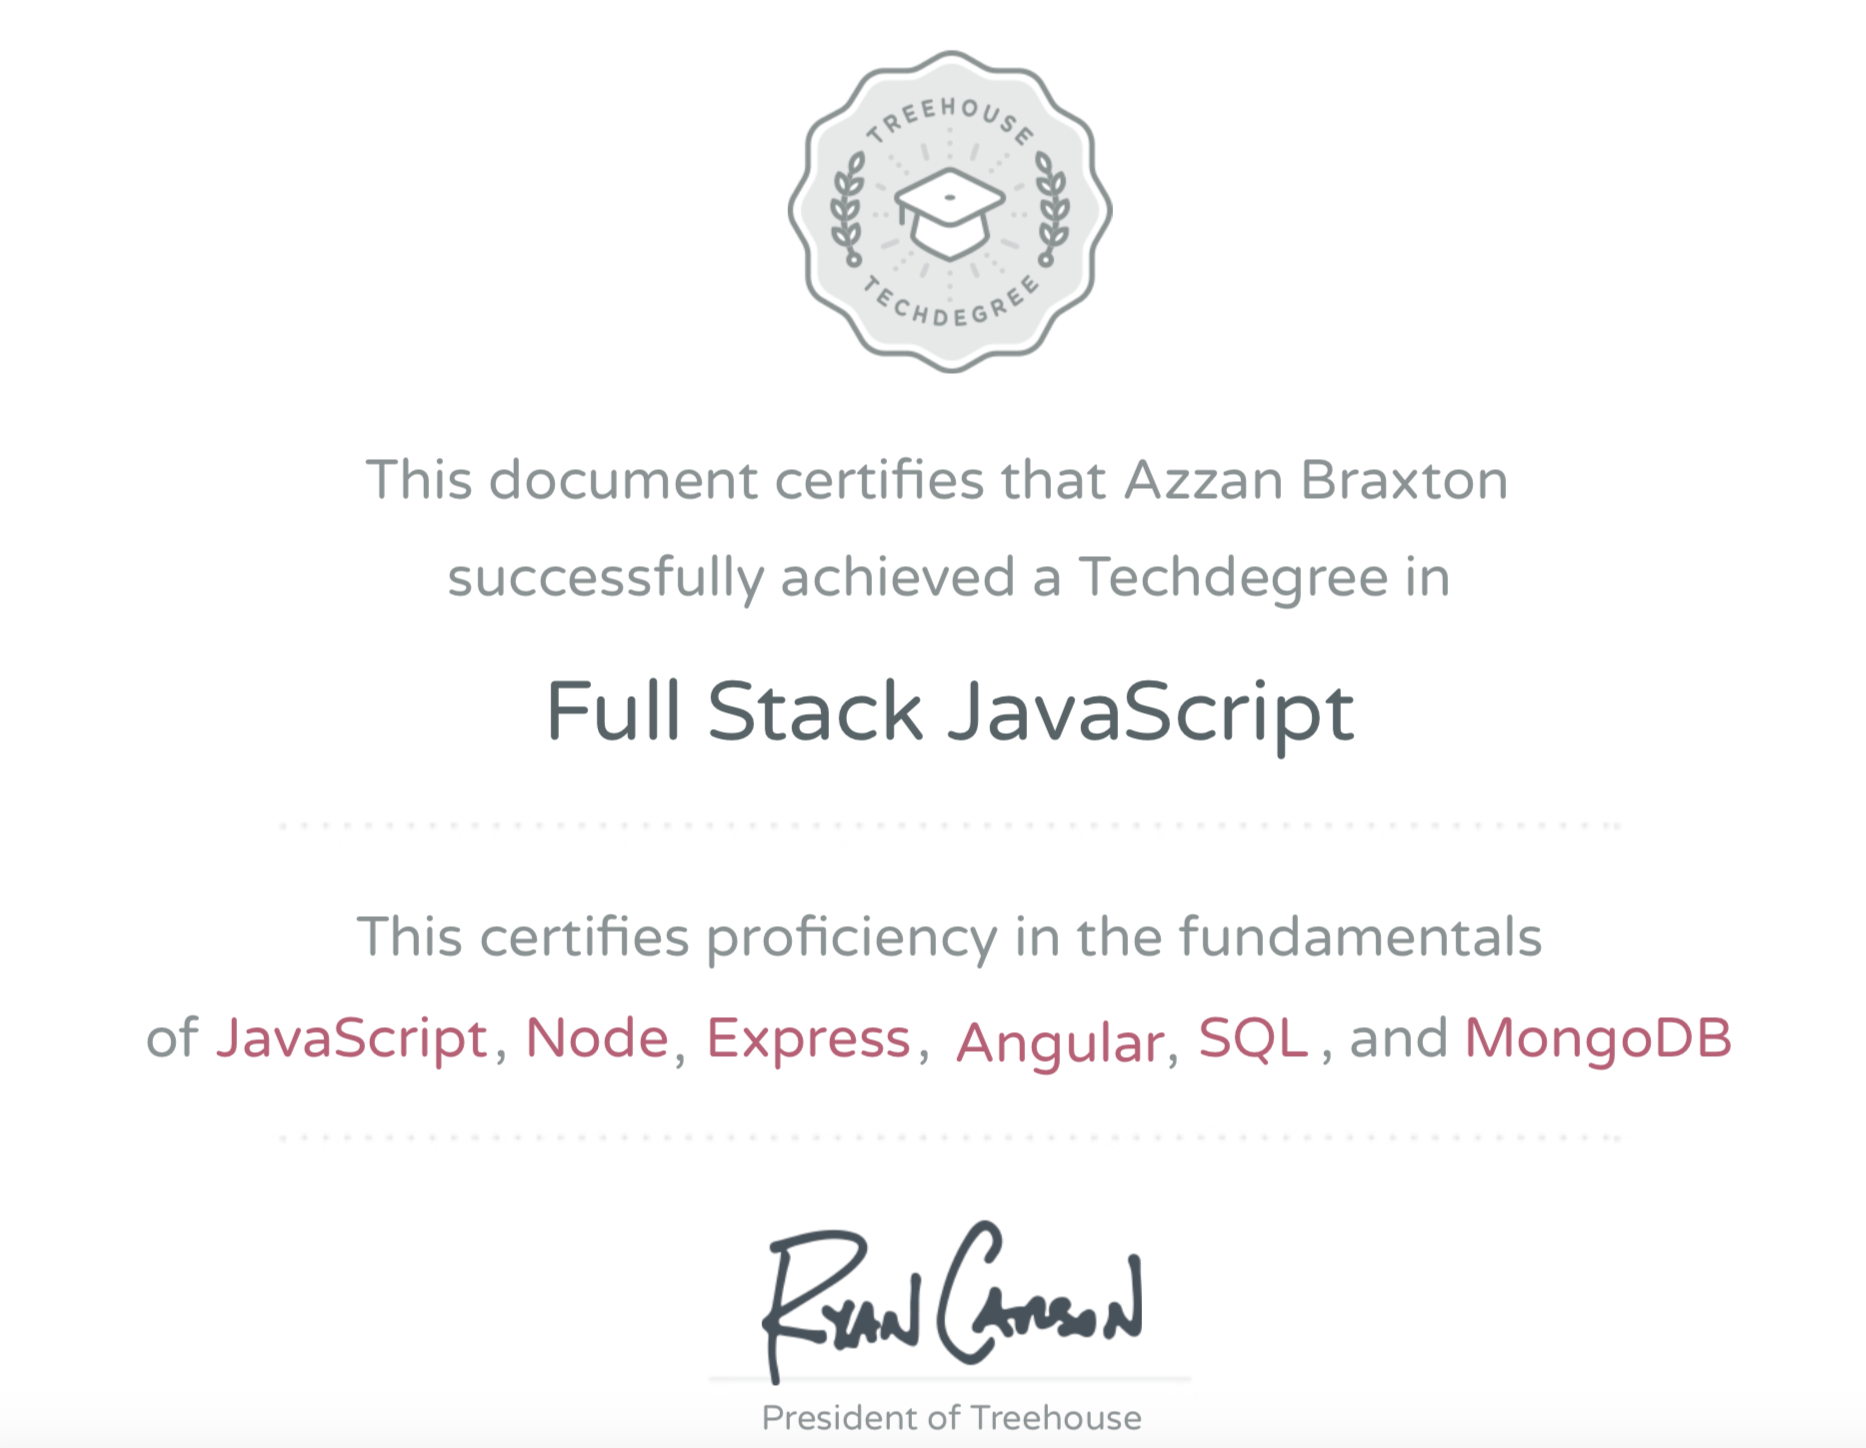 TREEHOUSE
TECHDEGREE
This document certifies that Azzan Braxton
successfully achieved a Techdegree in
Full Stack JavaScript
This certifies proficiency in the fundamentals
of JavaScript, Node, Express, Angular, SQL , and MongoDB
Ryan Carson
President of Treehouse